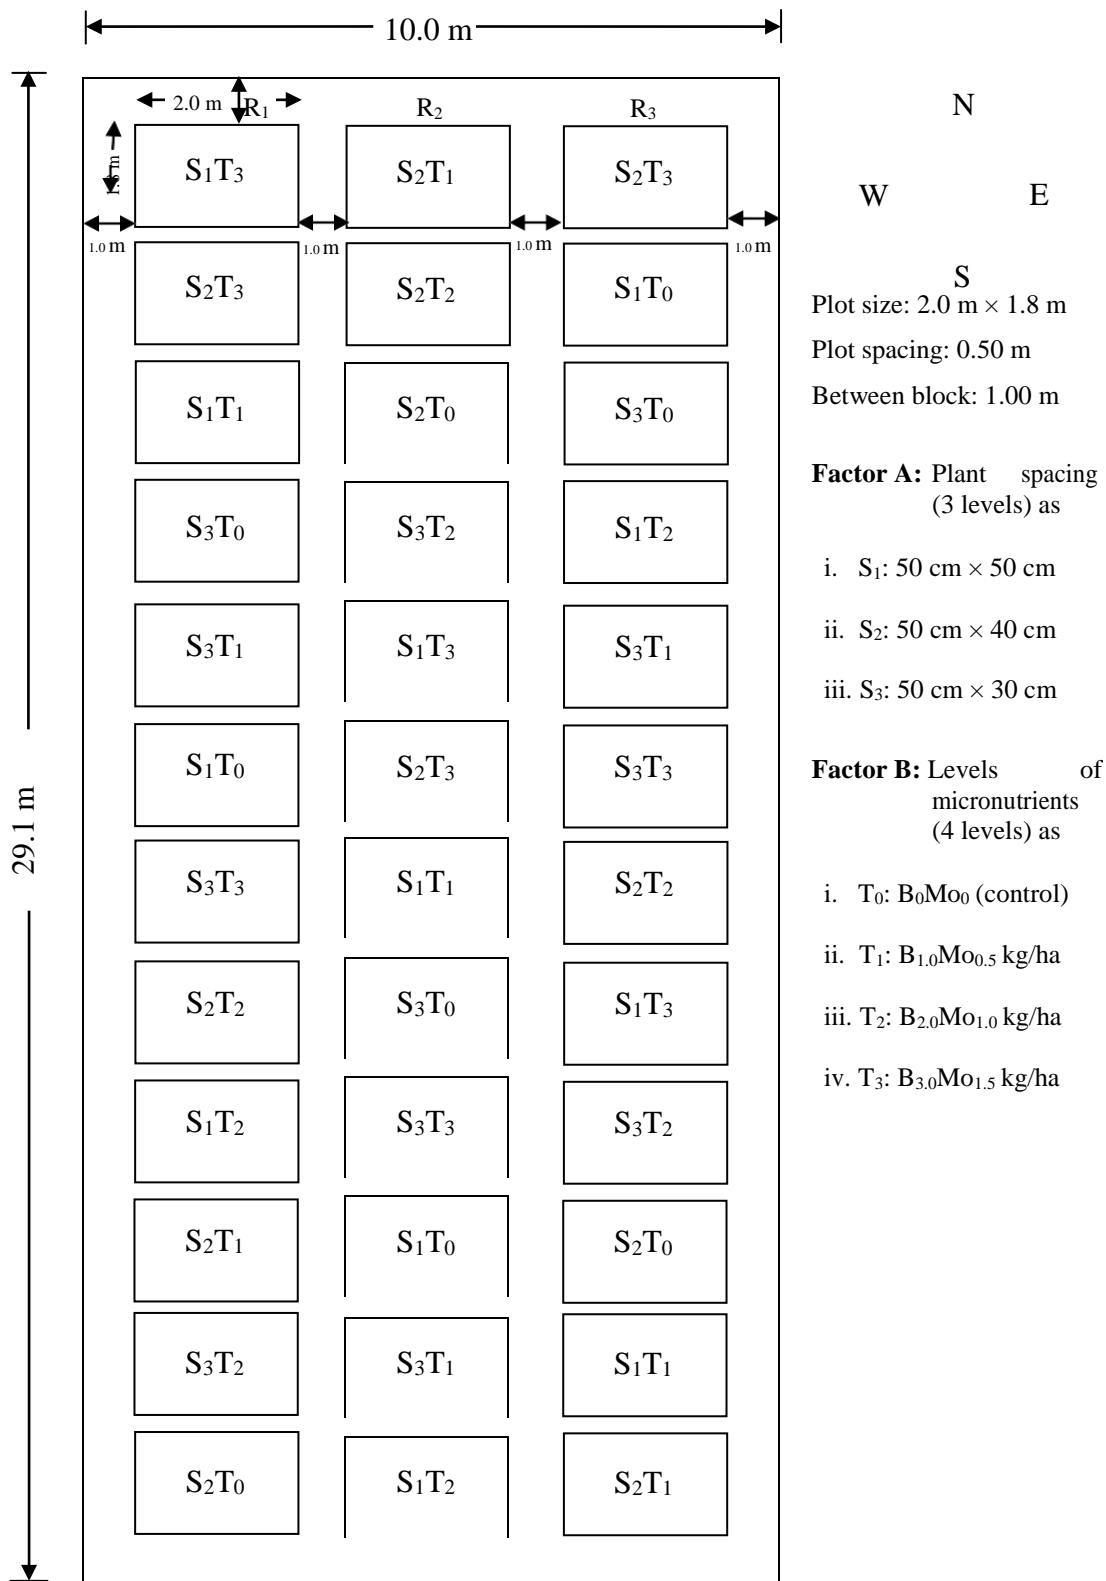 10.0 m
2.0 m
R₁
R₂
R₃
N
S₁T₃
S₂T₁
S₂T₃
W
E
1.0 m
1.0 m
1.0 m
1.0 m
S₂T₃
S₂T₂
S₁T₀
S
Plot size: 2.0 m × 1.8 m
Plot spacing: 0.50 m
Between block: 1.00 m
S₁T₁
S₂T₀
S₃T₀
Factor A: Plant spacing
(3 levels) as
S₃T₀
S₃T₂
S₁T₂
i. S₁: 50 cm × 50 cm
ii. S₂: 50 cm × 40 cm
iii. S₃: 50 cm × 30 cm
S₃T₁
S₁T₃
S₃T₁
S₁T₀
S₂T₃
S₃T₃
Factor B: Levels of
micronutrients
(4 levels) as
29.1 m
S₃T₃
S₁T₁
S₂T₂
i. T₀: B₀Mo₀ (control)
ii. T₁: B₁.₀Mo₀.₅ kg/ha
iii. T₂: B₂.₀Mo₁.₀ kg/ha
iv. T₃: B₃.₀Mo₁.₅ kg/ha
S₂T₂
S₃T₀
S₁T₃
S₁T₂
S₃T₃
S₃T₂
S₂T₁
S₁T₀
S₂T₀
S₃T₂
S₃T₁
S₁T₁
S₂T₀
S₁T₂
S₂T₁